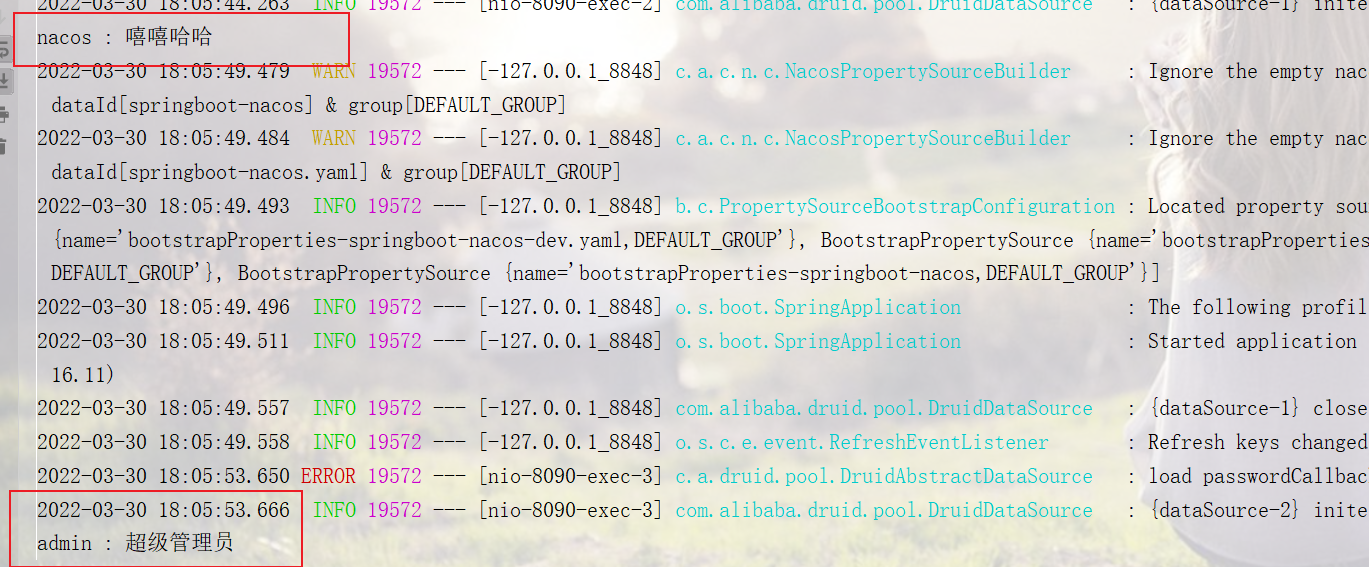 2022-03-30 18:05:44.263  INFO 19572 --- [nio-8090-exec-2] com.alibaba.druid.pool.DruidDataSource   : {dataSource-1} inite
nacos : 嘻嘻哈哈
2022-03-30 18:05:49.479  WARN 19572 --- [-127.0.0.1_8848] c.a.c.n.c.NacosPropertySourceBuilder     : Ignore the empty nac
dataId[springboot-nacos] & group[DEFAULT_GROUP]
2022-03-30 18:05:49.484  WARN 19572 --- [-127.0.0.1_8848] c.a.c.n.c.NacosPropertySourceBuilder     : Ignore the empty nac
dataId[springboot-nacos.yaml] & group[DEFAULT_GROUP]
2022-03-30 18:05:49.493  INFO 19572 --- [-127.0.0.1_8848] b.c.PropertySourceBootstrapConfiguration : Located property sou
{name='bootstrapProperties-springboot-nacos-dev.yaml,DEFAULT_GROUP'}, BootstrapPropertySource {name='bootstrapProperties
DEFAULT_GROUP'}, BootstrapPropertySource {name='bootstrapProperties-springboot-nacos,DEFAULT_GROUP'}]
2022-03-30 18:05:49.496  INFO 19572 --- [-127.0.0.1_8848] o.s.boot.SpringApplication               : The following profil
2022-03-30 18:05:49.511  INFO 19572 --- [-127.0.0.1_8848] o.s.boot.SpringApplication               : Started application
16.11)
2022-03-30 18:05:49.557  INFO 19572 --- [-127.0.0.1_8848] com.alibaba.druid.pool.DruidDataSource   : {dataSource-1} close
2022-03-30 18:05:49.558  INFO 19572 --- [-127.0.0.1_8848] o.s.c.e.event.RefreshEventListener       : Refresh keys changed
2022-03-30 18:05:53.650 ERROR 19572 --- [nio-8090-exec-3] c.a.druid.pool.DruidAbstractDataSource   : load passwordCallbac
2022-03-30 18:05:53.666  INFO 19572 --- [nio-8090-exec-3] com.alibaba.druid.pool.DruidDataSource   : {dataSource-2} inite
admin : 超级管理员